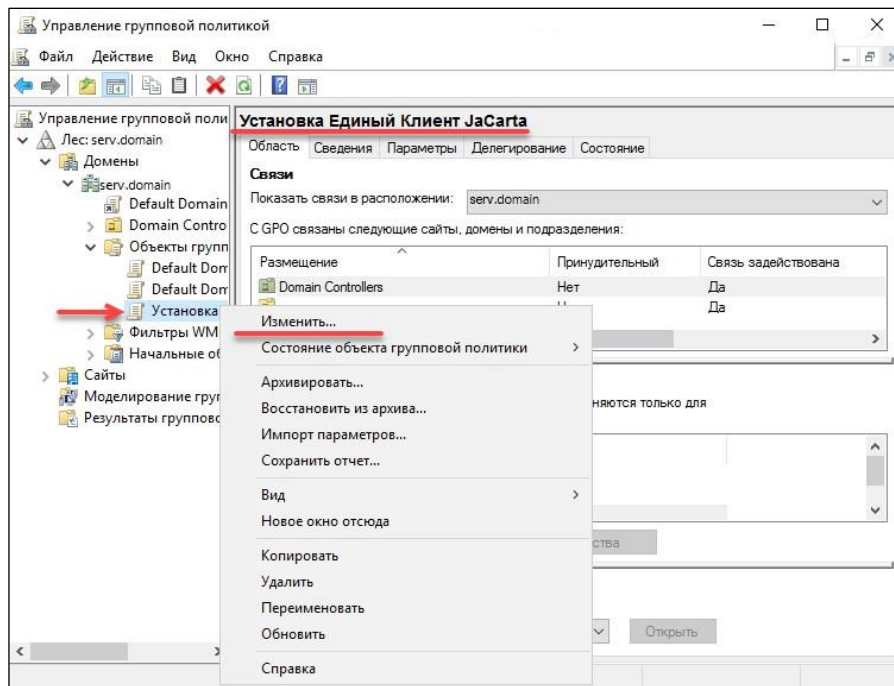 Управление групповой политикой
Файл Действие Вид Окно Справка
Управление групповой поли
Лес: serv.domain
Домены
serv.domain
Default Domain
Domain Contro
Объекты групп
Default Dom
Default Dom
Установка
Фильтры WM
Начальные об
Сайты
Моделирование груп
Результаты группово
Установка Единый Клиент JaCarta
Область Сведения Параметры Делегирование Состояние
Связи
Показать связи в расположении: serv.domain
С GPO связаны следующие сайты, домены и подразделения:
Размещение Принудительный Связь задействована
Domain Controllers Нет Да
Да
Изменить...
Состояние объекта групповой политики
Архивировать...
Восстановить из архива...
Импорт параметров...
Сохранить отчет...
Вид
Новое окно отсюда
Копировать
Удалить
Переименовать
Обновить
Справка
няются только для
ства
Открыть